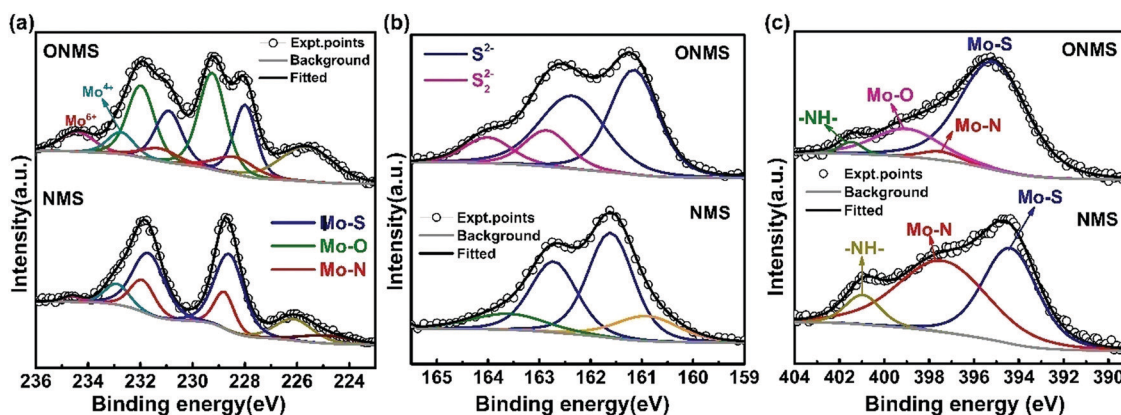 (a)
ONMS
Expt.points
Background
Fitted
Mo4+
Mo6+
NMS
Mo-S
Mo-O
Mo-N
Intensity(a.u.)
236 234 232 230 228 226 224
Binding energy(eV)
(b)
ONMS
S2-
S2 2-
Expt.points
Background
Fitted
NMS
Intensity(a.u.)
165 164 163 162 161 160 159
Binding energy(eV)
(c)
ONMS
Mo-S
Mo-O
-NH-
Mo-N
Expt.points
Background
Fitted
Mo-S
NMS
Mo-N
-NH-
Intensity(a.u.)
404 402 400 398 396 394 392 390
Binding energy (eV)